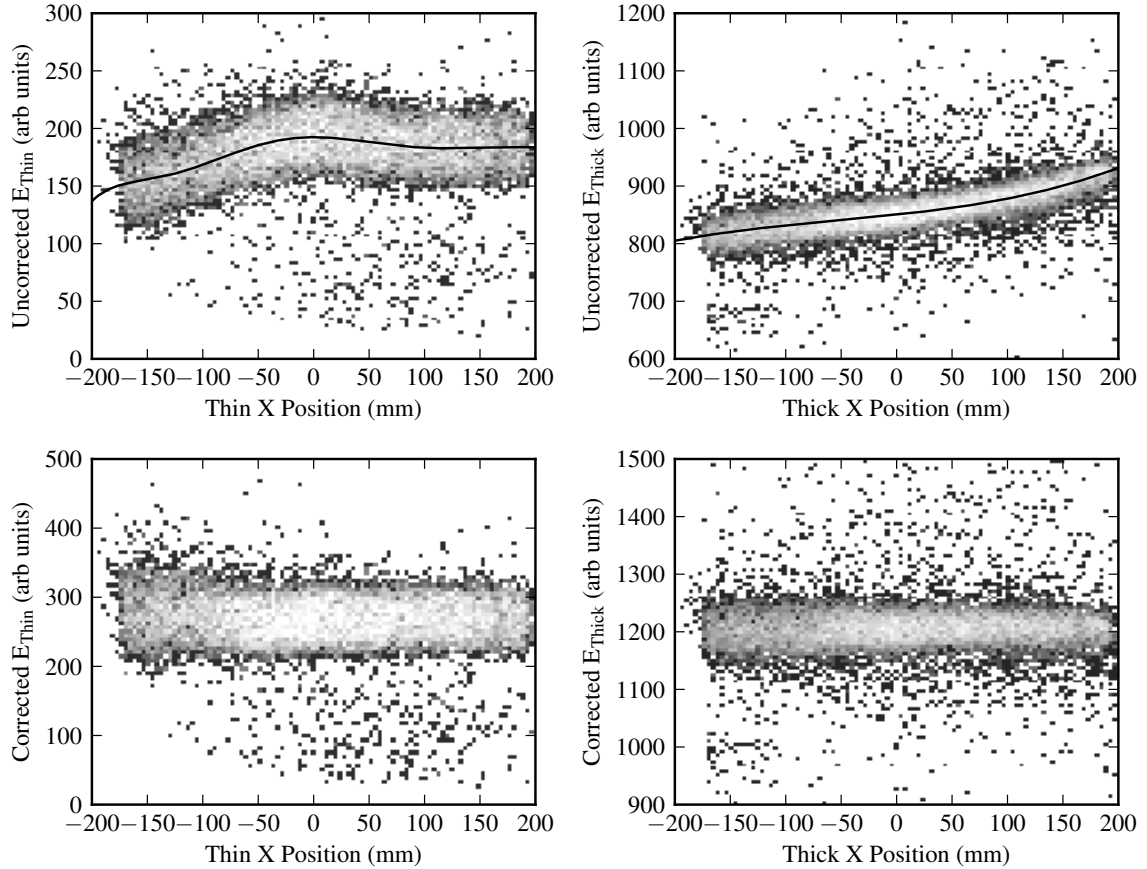 300
250
200
150
100
50
0
Uncorrected E_Thin (arb units)
−200−150−100 −50 0 50 100 150 200
Thin X Position (mm)
1200
1100
1000
900
800
700
600
Uncorrected E_Thick (arb units)
−200−150−100 −50 0 50 100 150 200
Thick X Position (mm)
500
400
300
200
100
0
Corrected E_Thin (arb units)
−200−150−100 −50 0 50 100 150 200
Thin X Position (mm)
1500
1400
1300
1200
1100
1000
900
Corrected E_Thick (arb units)
−200−150−100 −50 0 50 100 150 200
Thick X Position (mm)